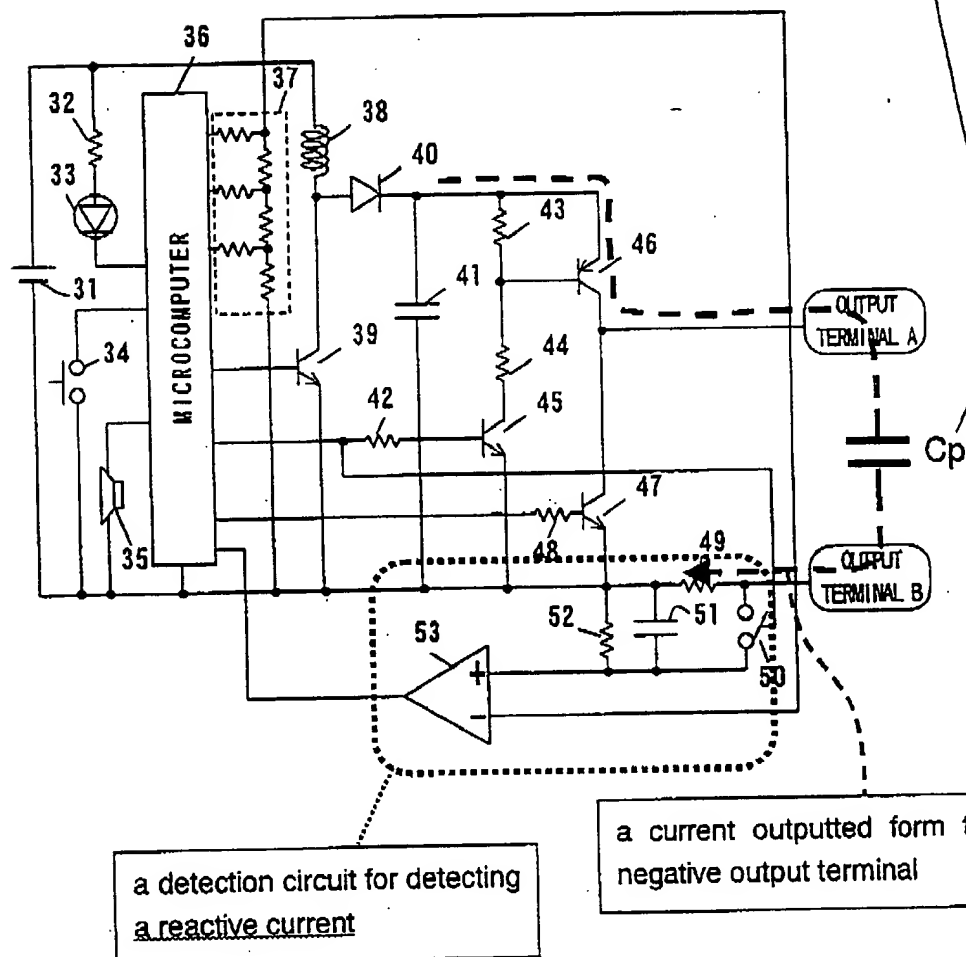 36
37
32
38
40
33
43
46
41
31
OUTPUT
TERMINAL A
34
MICROCOMPUTER
39
44
42
45
Cp
47
35
48
49
OUTPUT
TERMINAL B
52
51
53
50
+
−
a current outputted form
negative output terminal
a detection circuit for detecting
a reactive current